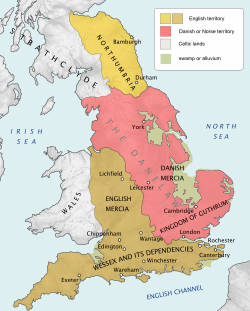 English territory
Danish or Norse territory
Celtic lands
swamp or alluvium
STRATHCLYDE
NORTHUMBRIA
Bamburgh
Durham
IRISH
SEA
NORTH
SEA
York
THE DANELAW
DANISH
MERCIA
Lichfield
Leicester
ENGLISH
MERCIA
WALES
Cambridge
KINGDOM OF GUTHRUM
Chippenham
Wantage
London
Rochester
Edington
WESSEX AND ITS DEPENDENCIES
Canterbury
Winchester
Wareham
Exeter
ENGLISH CHANNEL